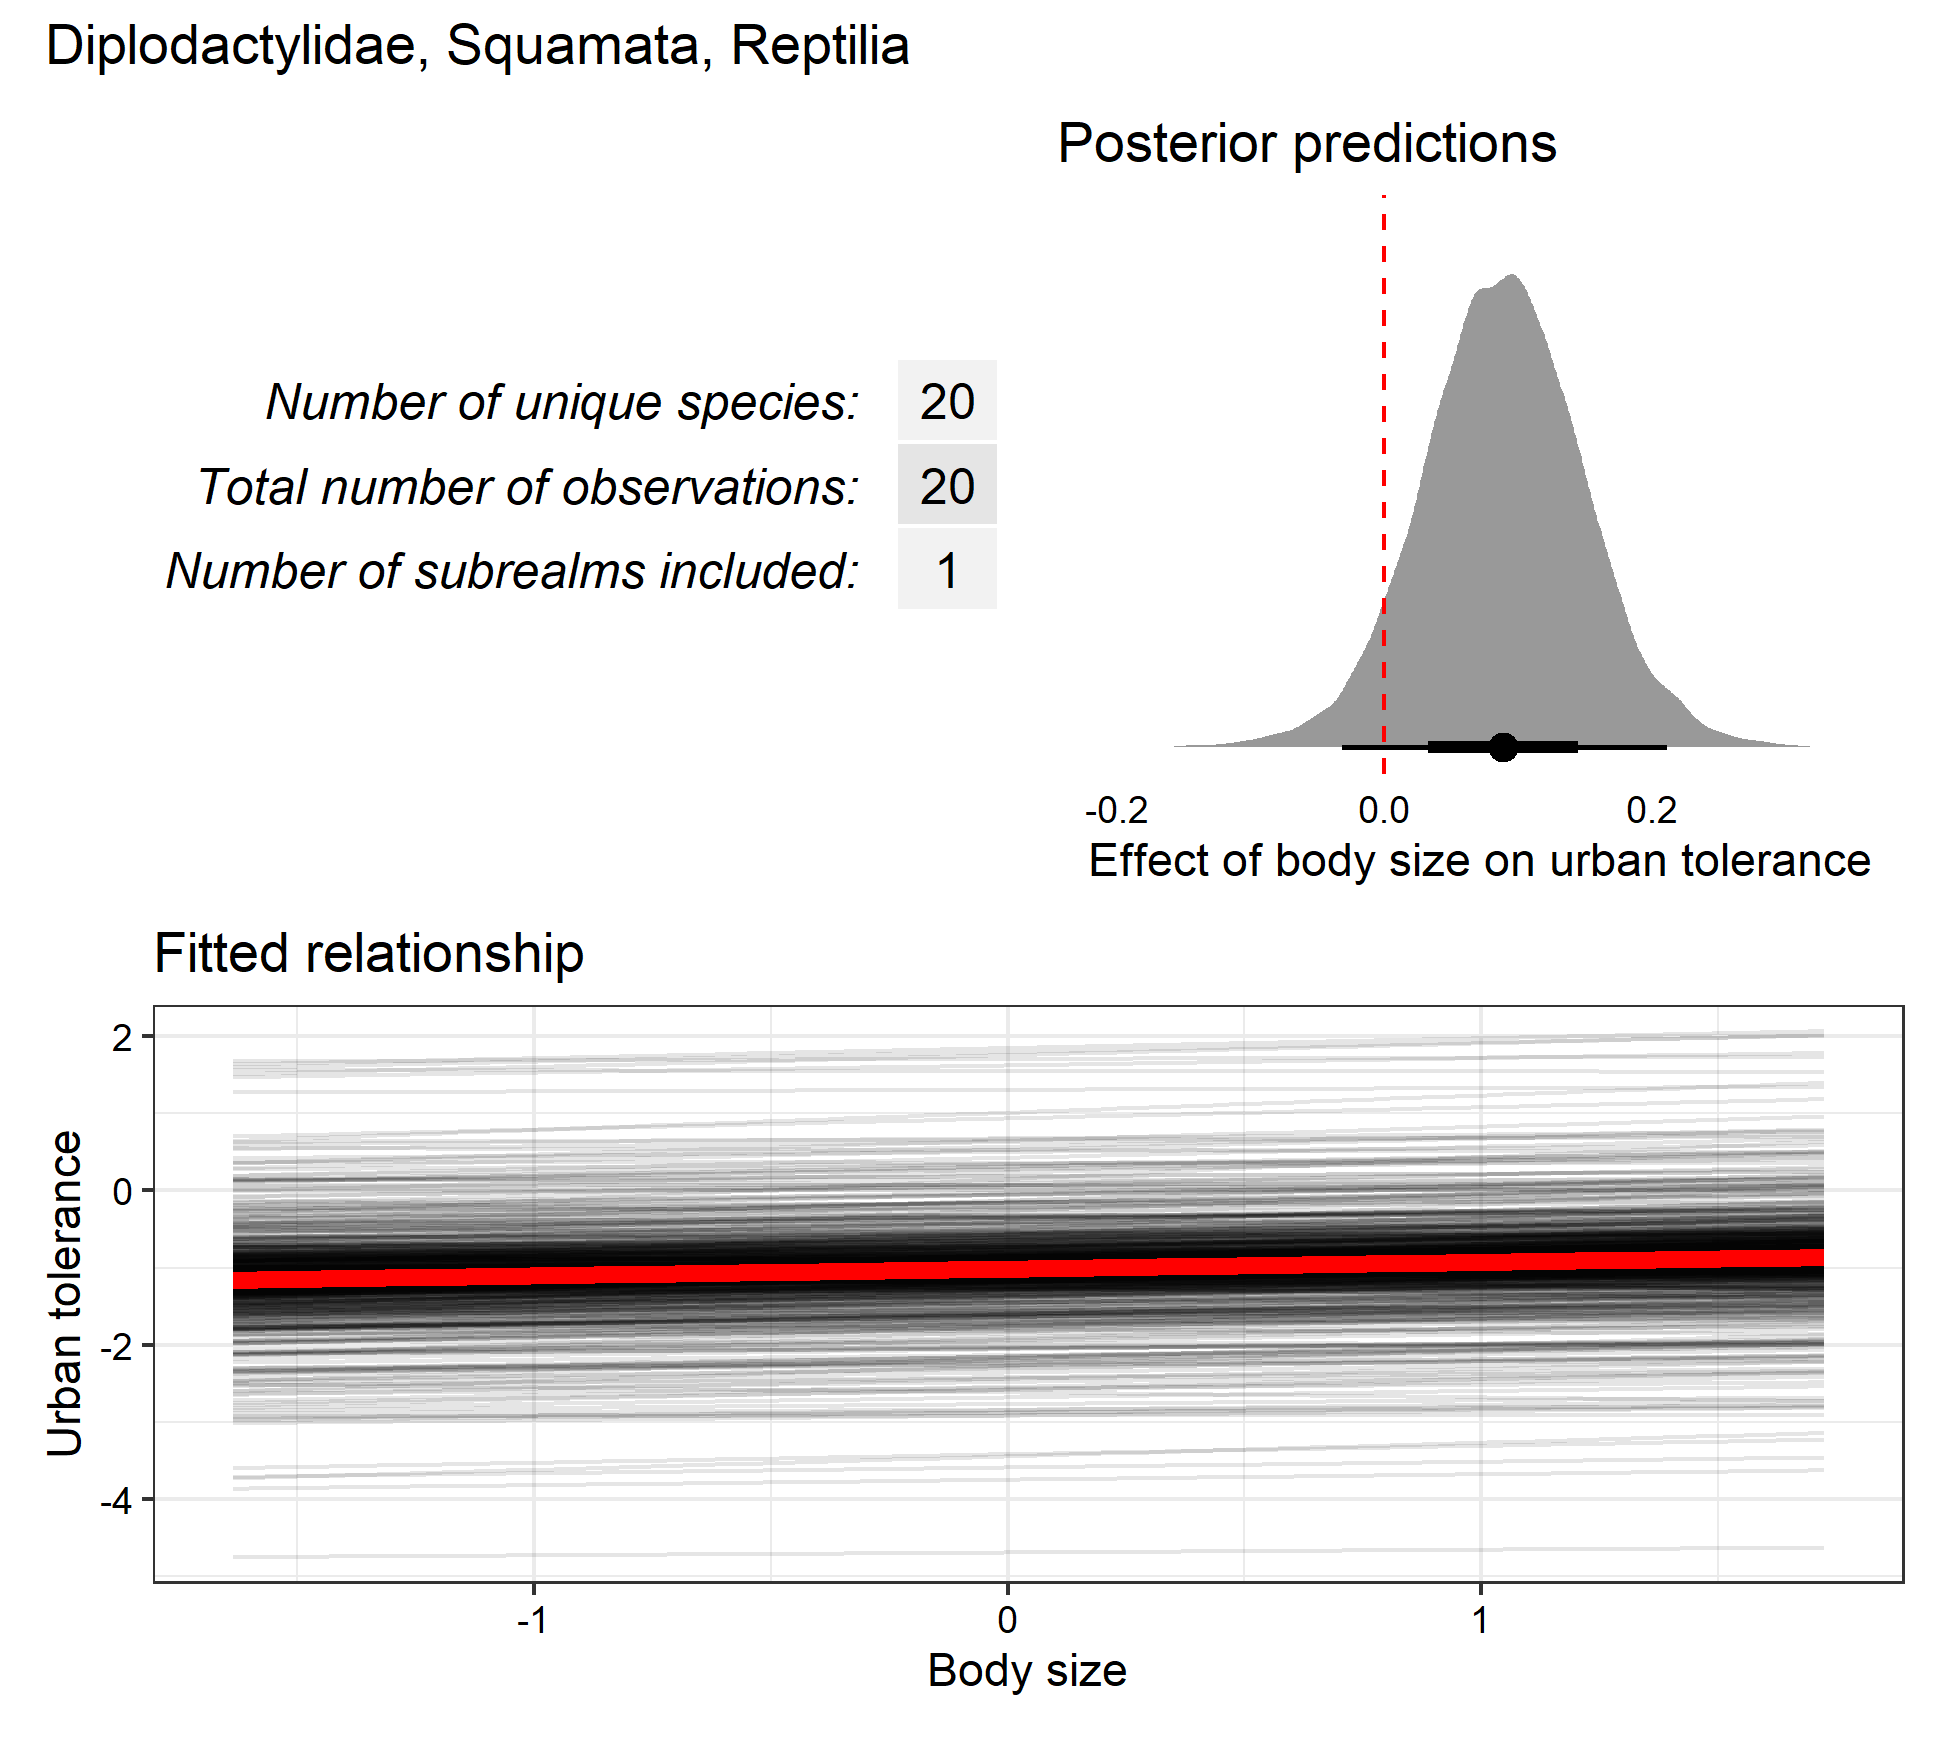 Diplodactylidae, Squamata, Reptilia
Number of unique species: 20
Total number of observations: 20
Number of subrealms included: 1
Posterior predictions
-0.2 0.0 0.2
Effect of body size on urban tolerance
Fitted relationship
Urban tolerance
2
0
-2
-4
-1 0 1
Body size